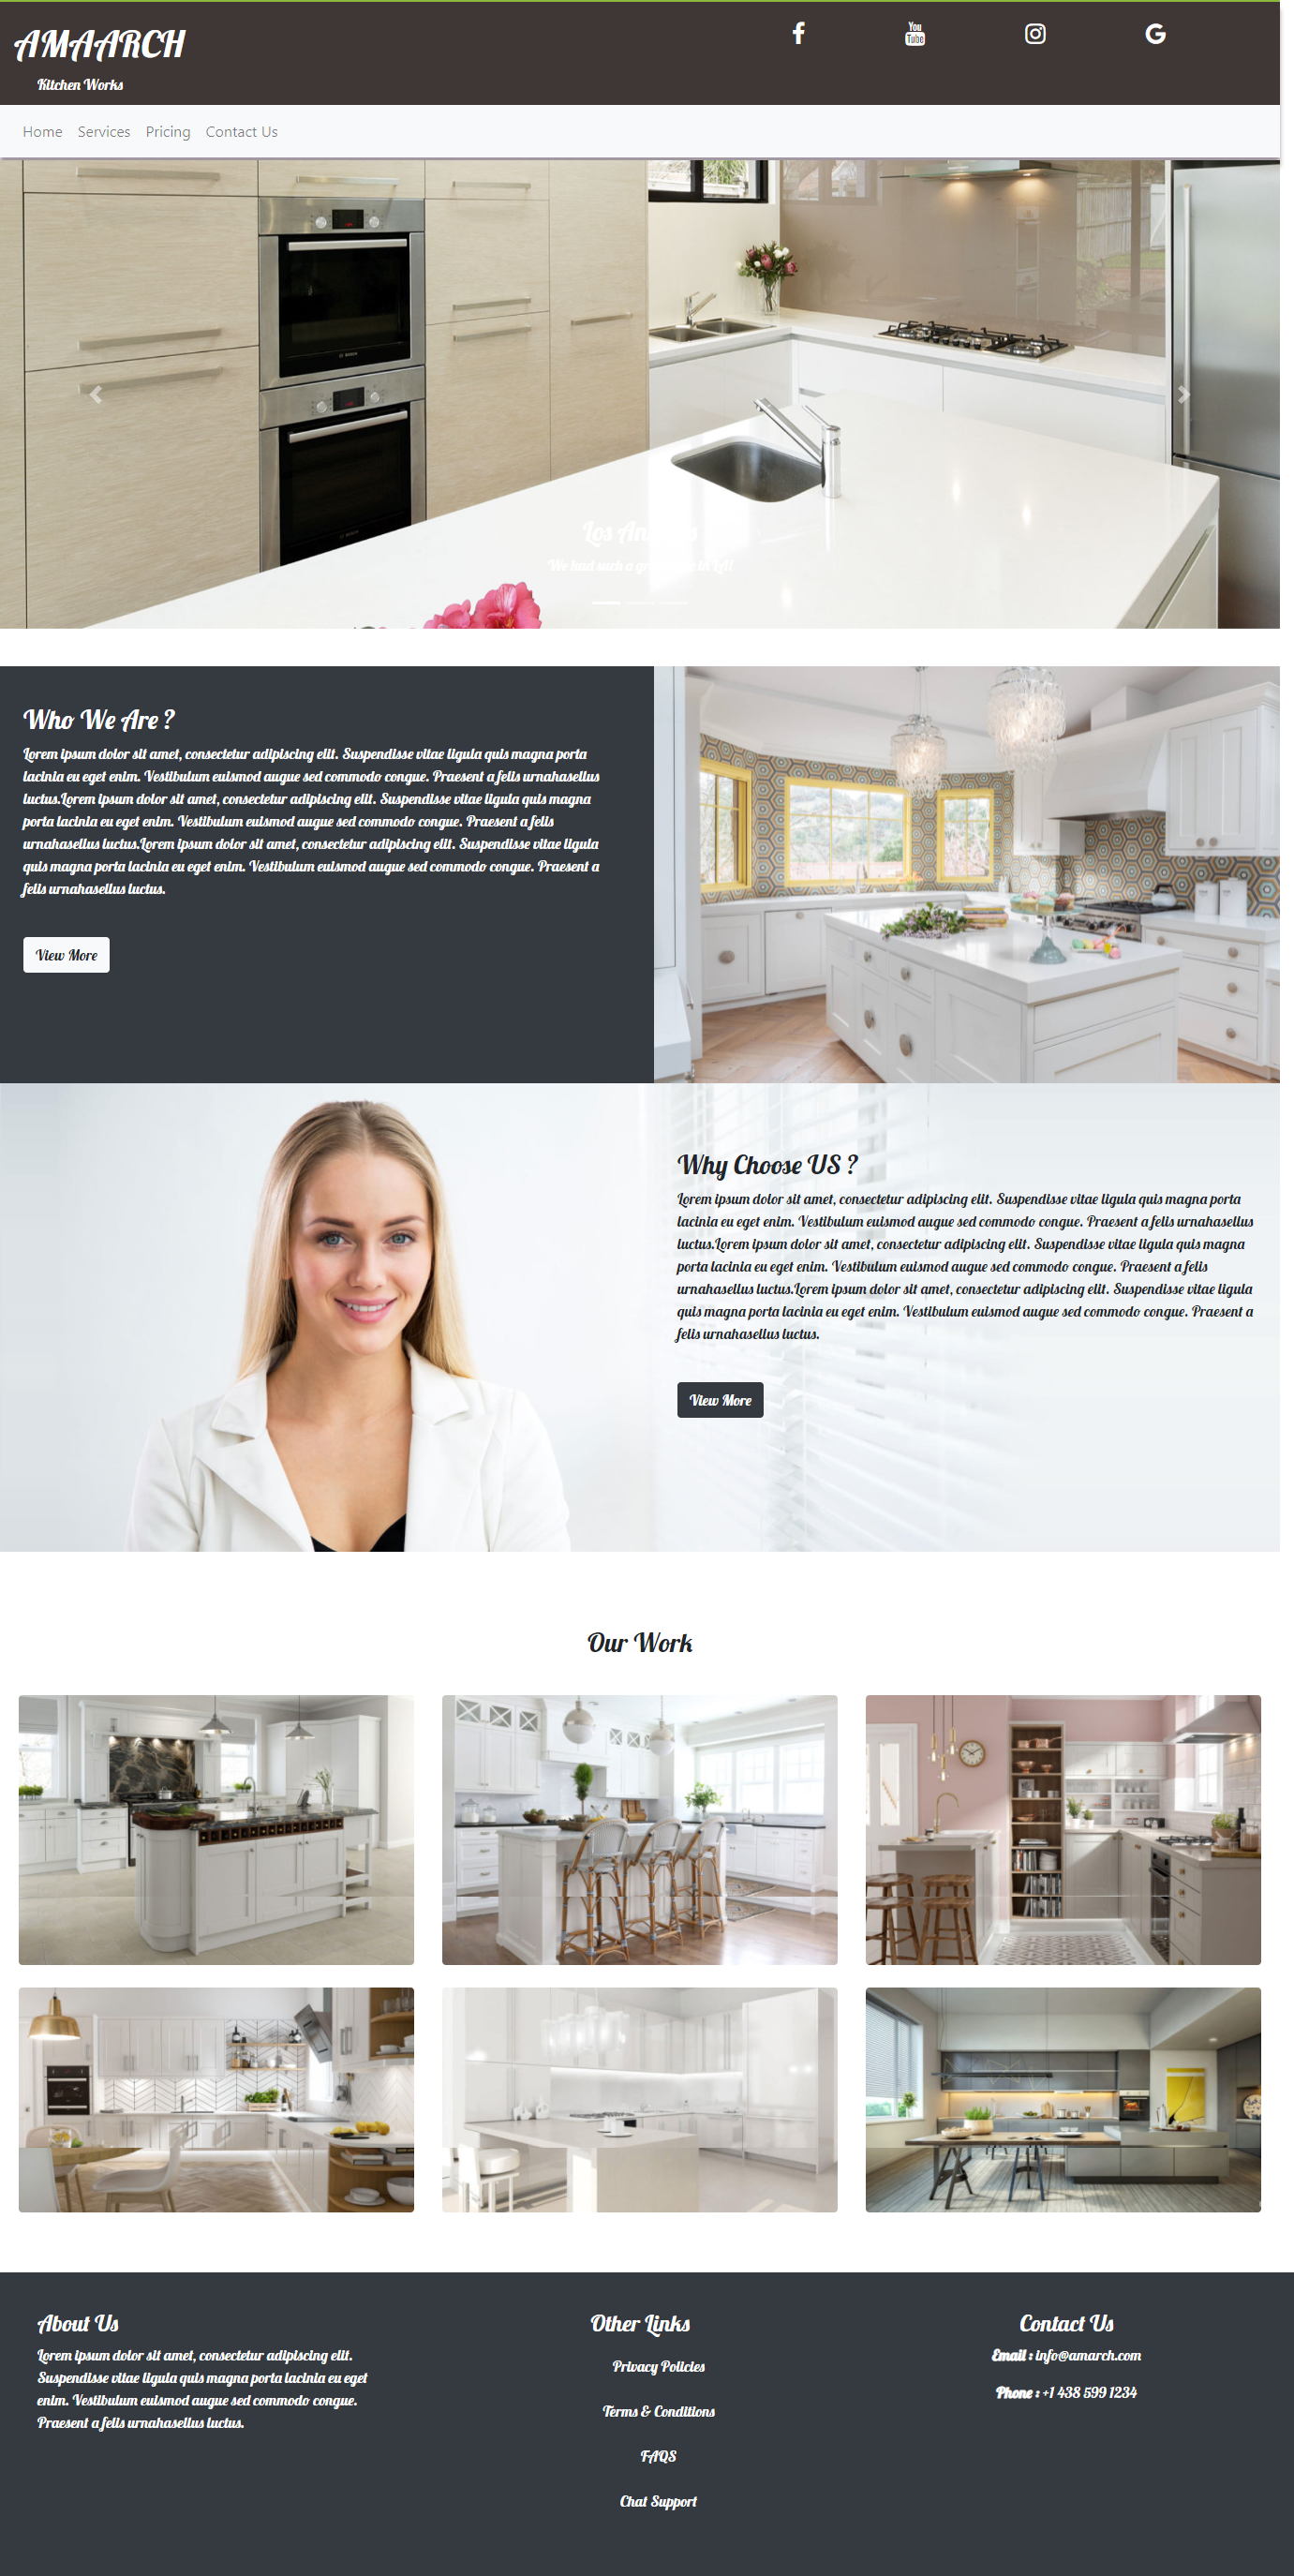 AMAARCH
Kitchen Works
You
Tube
Home Services Pricing Contact Us
Los
We had such a in LA!
Who We Are ?
Lorem ipsum dolor sit amet, consectetur adipiscing elit. Suspendisse vitae ligula quis magna porta
lacinia eu eget enim. Vestibulum euismod augue sed commodo congue. Praesent a felis urnahasellus
luctus.Lorem ipsum dolor sit amet, consectetur adipiscing elit. Suspendisse vitae ligula quis magna
porta lacinia eu eget enim. Vestibulum euismod augue sed commodo congue. Praesent a felis
urnahasellus luctus.Lorem ipsum dolor sit amet, consectetur adipiscing elit. Suspendisse vitae ligula
quis magna porta lacinia eu eget enim. Vestibulum euismod augue sed commodo congue. Praesent a
felis urnahasellus luctus.
View More
Why Choose US ?
Lorem ipsum dolor sit amet, consectetur adipiscing elit. Suspendisse vitae ligula quis magna porta
lacinia eu eget enim. Vestibulum euismod augue sed commodo congue. Praesent a felis urnahasellus
luctus.Lorem ipsum dolor sit amet, consectetur adipiscing elit. Suspendisse vitae ligula quis magna
porta lacinia eu eget enim. Vestibulum euismod augue sed commodo congue. Praesent a felis
urnahasellus luctus.Lorem ipsum dolor sit amet, consectetur adipiscing elit. Suspendisse vitae ligula
quis magna porta lacinia eu eget enim. Vestibulum euismod augue sed commodo congue. Praesent a
felis urnahasellus luctus.
View More
Our Work
About Us
Lorem ipsum dolor sit amet, consectetur adipiscing elit.
Suspendisse vitae ligula quis magna porta lacinia eu eget
enim. Vestibulum euismod augue sed commodo congue.
Praesent a felis urnahasellus luctus.
Other Links
Privacy Policies
Terms & Conditions
FAQS
Chat Support
Contact Us
Email : info@amarch.com
Phone : +1 438 599 1234